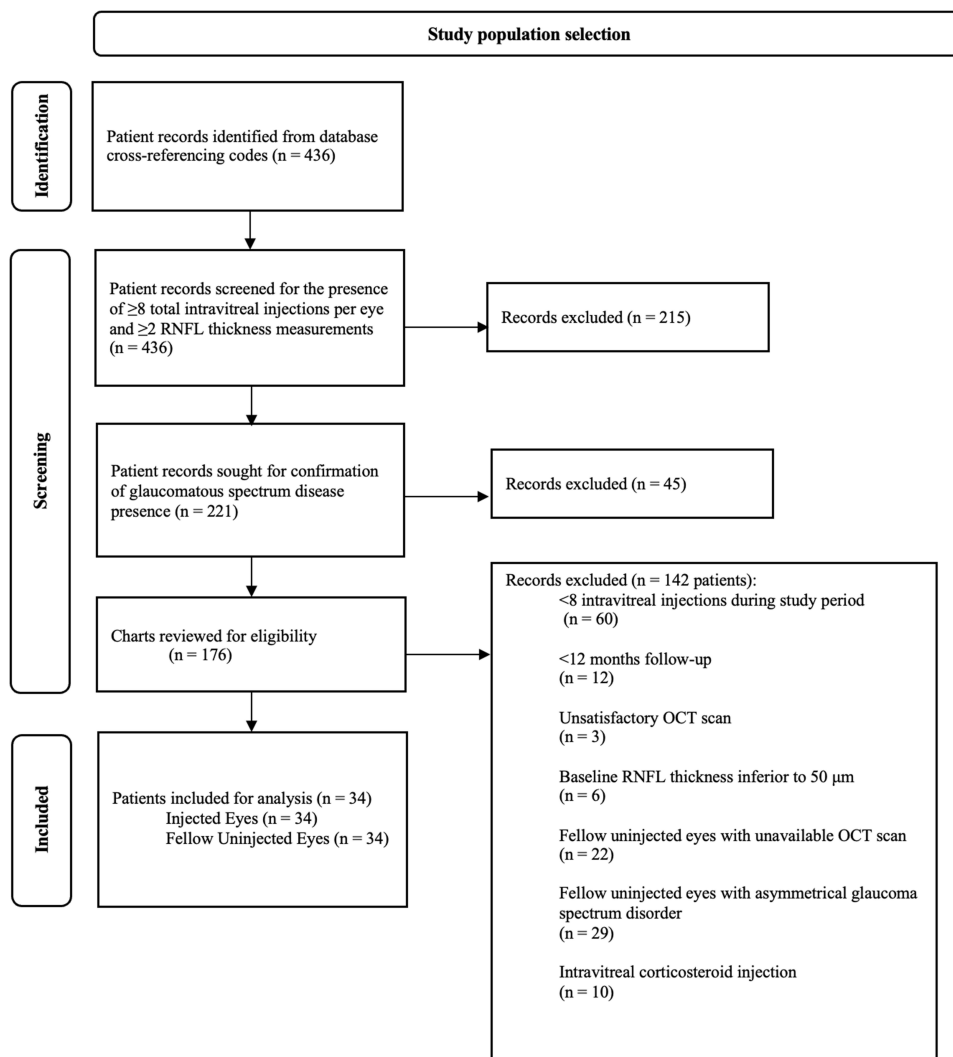 Study population selection
Identification
Patient records identified from database
cross-referencing codes (n = 436)
Screening
Patient records screened for the presence
of ≥8 total intravitreal injections per eye
and ≥2 RNFL thickness measurements
(n = 436)
Records excluded (n = 215)
Patient records sought for confirmation
of glaucomatous spectrum disease
presence (n = 221)
Records excluded (n = 45)
Charts reviewed for eligibility
(n = 176)
Records excluded (n = 142 patients):
<8 intravitreal injections during study period
(n = 60)
<12 months follow-up
(n = 12)
Unsatisfactory OCT scan
(n = 3)
Baseline RNFL thickness inferior to 50 μm
(n = 6)
Fellow uninjected eyes with unavailable OCT scan
(n = 22)
Fellow uninjected eyes with asymmetrical glaucoma
spectrum disorder
(n = 29)
Intravitreal corticosteroid injection
(n = 10)
Included
Patients included for analysis (n = 34)
Injected Eyes (n = 34)
Fellow Uninjected Eyes (n = 34)